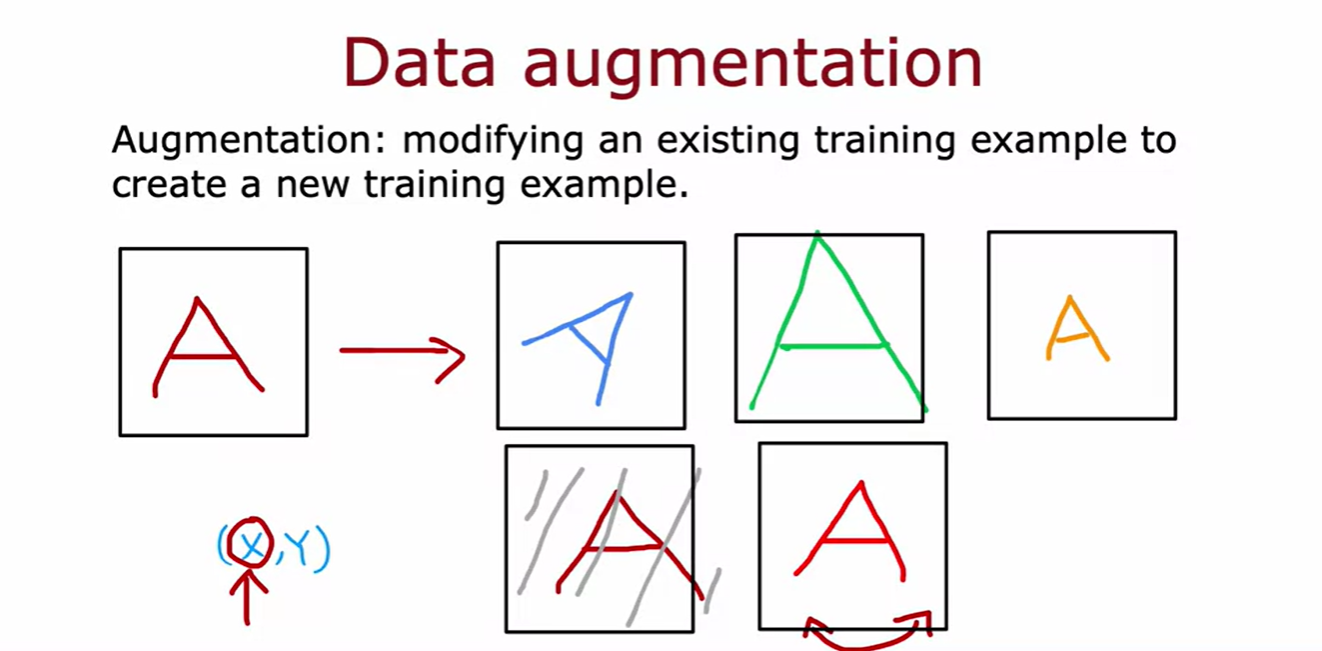 Data augmentation
Augmentation: modifying an existing training example to
create a new training example.
A
A A A
(X,Y)
A A